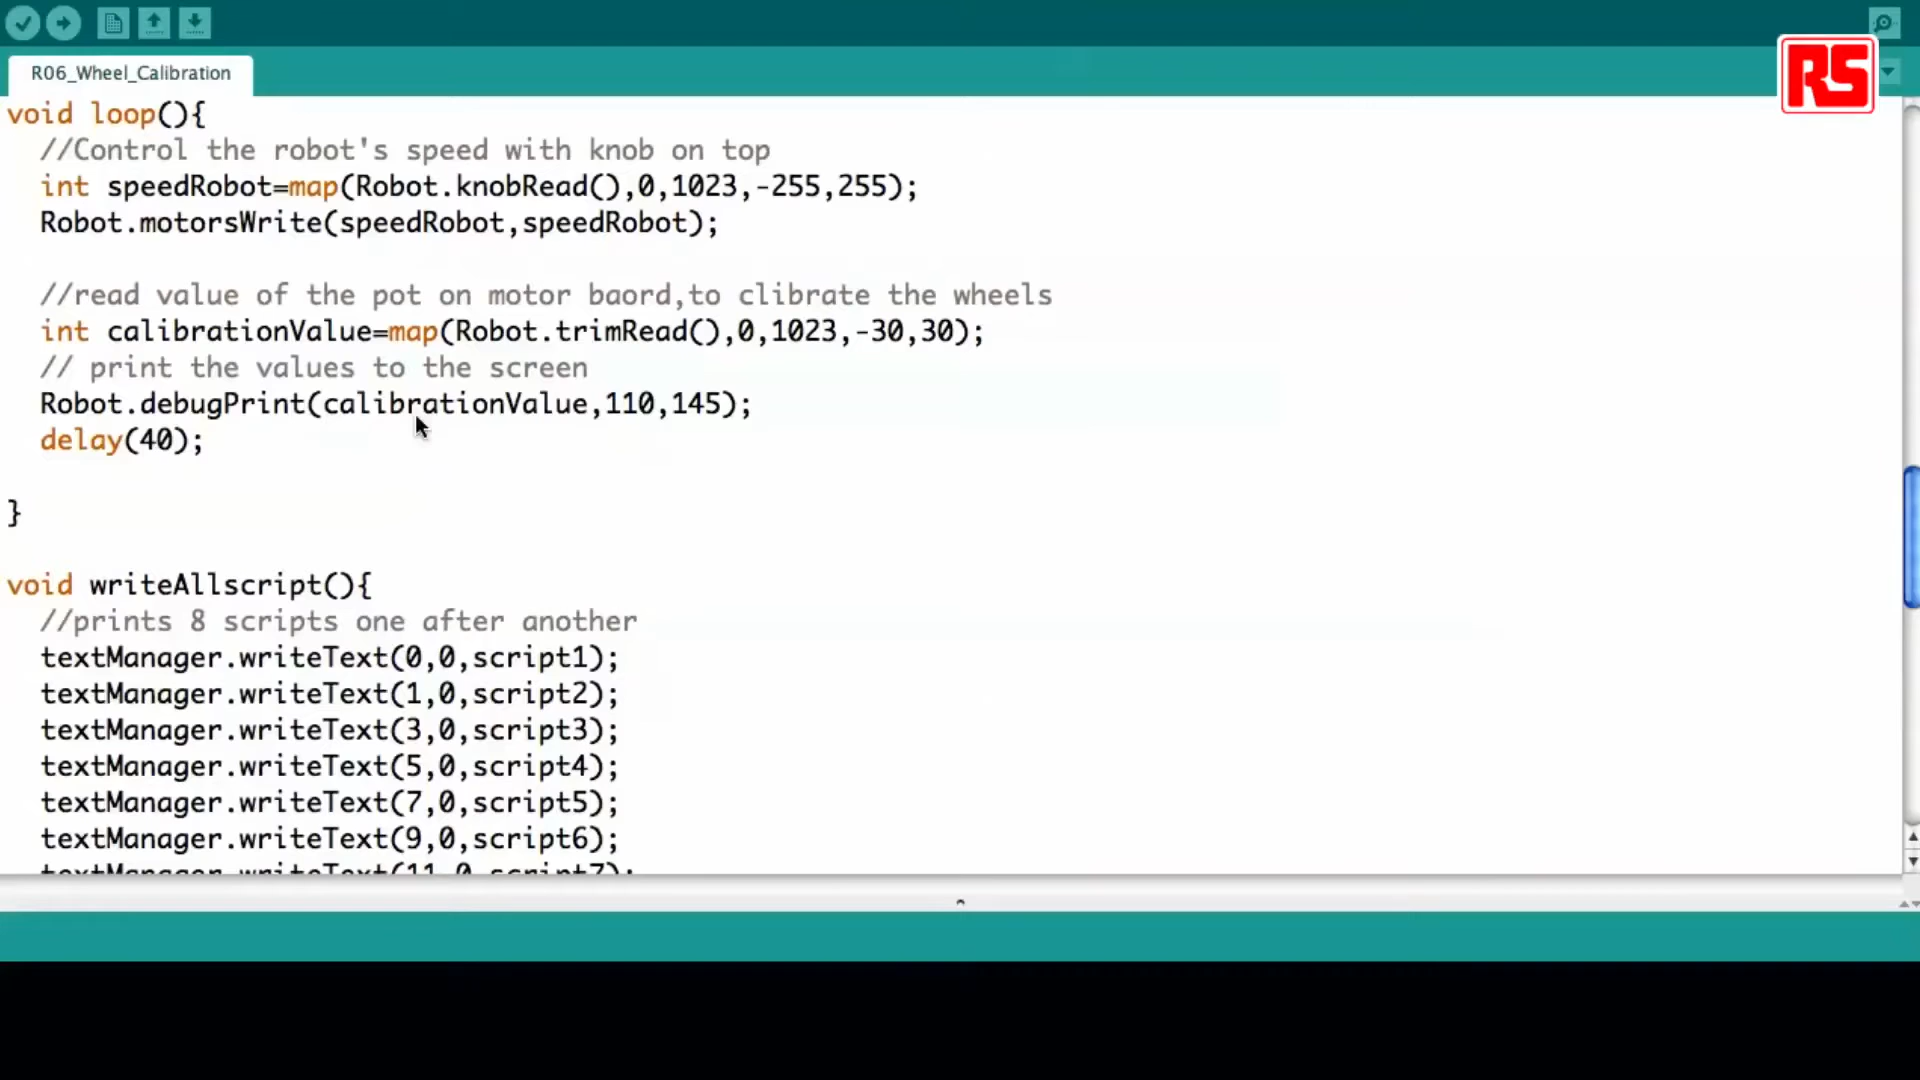 R06_Wheel_Calibration
RS
void loop(){
//Control the robot's speed with knob on top
int speedRobot=map(Robot.knobRead(),0,1023,-255,255);
Robot.motorsWrite(speedRobot,speedRobot);
//read value of the pot on motor baord,to clibrate the wheels
int calibrationValue=map(Robot.trimRead(),0,1023,-30,30);
// print the values to the screen
Robot.debugPrint(calibrationValue,110,145);
delay(40);
}
void writeAllscript(){
//prints 8 scripts one after another
textManager.writeText(0,0,script1);
textManager.writeText(1,0,script2);
textManager.writeText(3,0,script3);
textManager.writeText(5,0,script4);
textManager.writeText(7,0,script5);
textManager.writeText(9,0,script6);
textManager.writeText(11,0,script7);